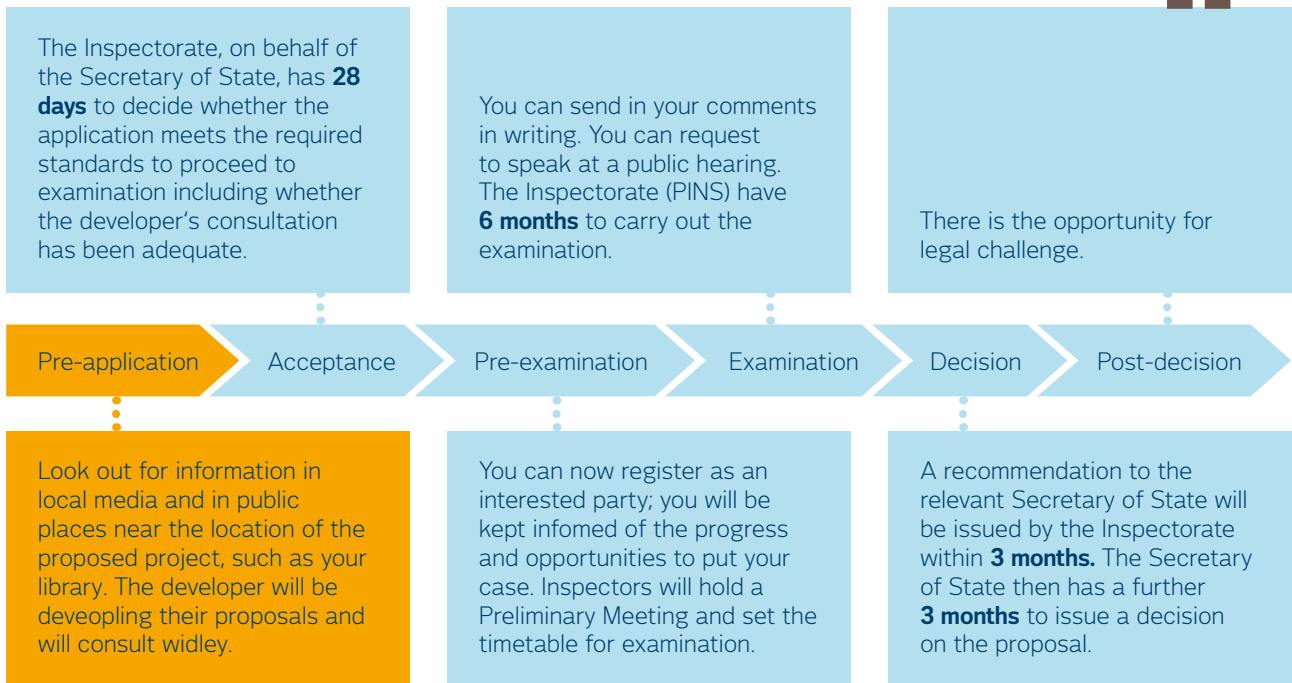 The Inspectorate, on behalf of
the Secretary of State, has 28
days to decide whether the
application meets the required
standards to proceed to
examination including whether
the developer's consultation
has been adequate.
You can send in your comments
in writing. You can request
to speak at a public hearing.
The Inspectorate (PINS) have
6 months to carry out the
examination.
There is the opportunity for
legal challenge.
Pre-application
Acceptance
Pre-examination
Examination
Decision
Post-decision
Look out for information in
local media and in public
places near the location of the
proposed project, such as your
library. The developer will be
deveopling their proposals and
will consult widley.
You can now register as an
interested party; you will be
kept infomed of the progress
and opportunities to put your
case. Inspectors will hold a
Preliminary Meeting and set the
timetable for examination.
A recommendation to the
relevant Secretary of State will
be issued by the Inspectorate
within 3 months. The Secretary
of State then has a further
3 months to issue a decision
on the proposal.